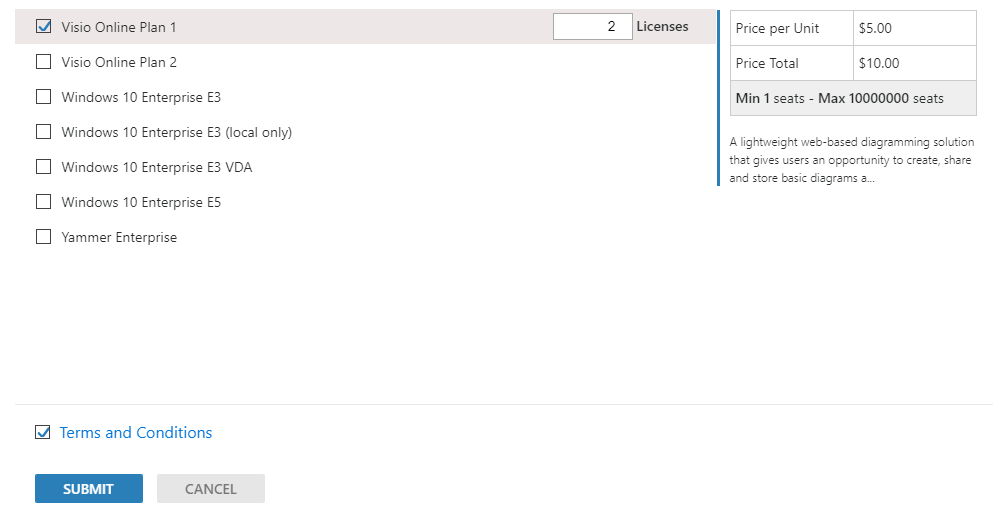 Visio Online Plan 1 2 Licenses
Visio Online Plan 2
Windows 10 Enterprise E3
Windows 10 Enterprise E3 (local only)
Windows 10 Enterprise E3 VDA
Windows 10 Enterprise E5
Yammer Enterprise
Price per Unit $5.00
Price Total $10.00
Min 1 seats - Max 10000000 seats
A lightweight web-based diagramming solution
that gives users an opportunity to create, share
and store basic diagrams a...
Terms and Conditions
SUBMIT CANCEL